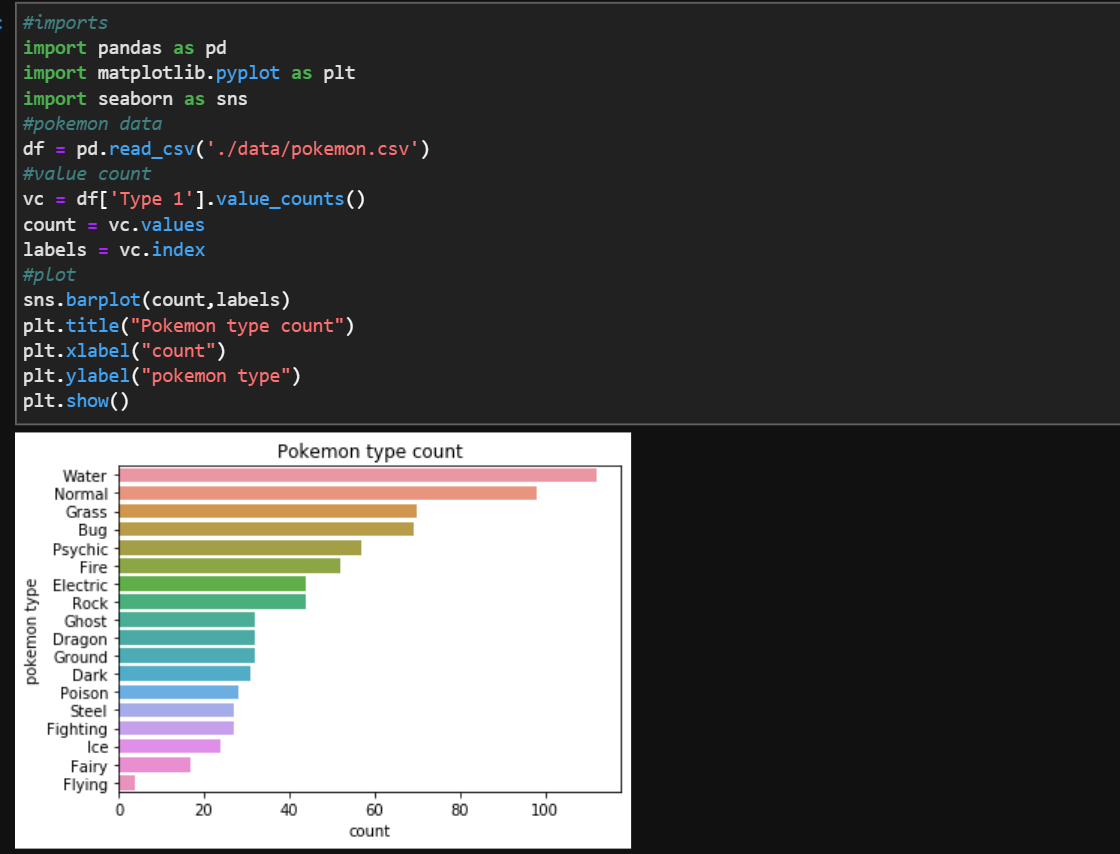 #imports
import pandas as pd
import matplotlib.pyplot as plt
import seaborn as sns
#pokemon data
df = pd.read_csv('./data/pokemon.csv')
#value count
vc = df['Type 1'].value_counts()
count = vc.values
labels = vc.index
#plot
sns.barplot(count,labels)
plt.title("Pokemon type count")
plt.xlabel("count")
plt.ylabel("pokemon type")
plt.show()
Pokemon type count
pokemon type
Water
Normal
Grass
Bug
Psychic
Fire
Electric
Rock
Ghost
Dragon
Ground
Dark
Poison
Steel
Fighting
Ice
Fairy
Flying
0 20 40 60 80 100
count